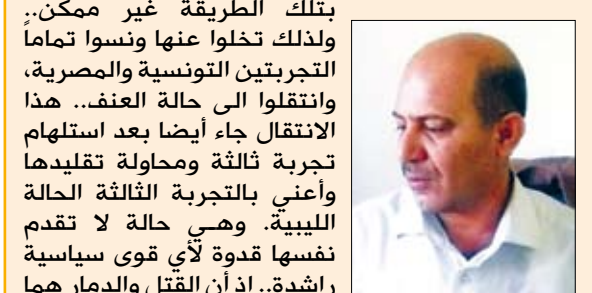 بتلك الطريقة غير ممكن..
ولذلك تخلوا عنها ونسوا تماماً
التجربتين التونسية والمصرية،
وانتقلوا الى حالة العنف.. هذا
الانتقال جاء أيضا بعد استلهام
تجربة ثالثة ومحاولة تقليدها
وأعني بالتجربة الثالثة الحالة
الليبية. وهـي حالة لا تقدم
نفسها قدوة لأي قوى سياسية
راشدة.. إذ أن القتل والدمار هما